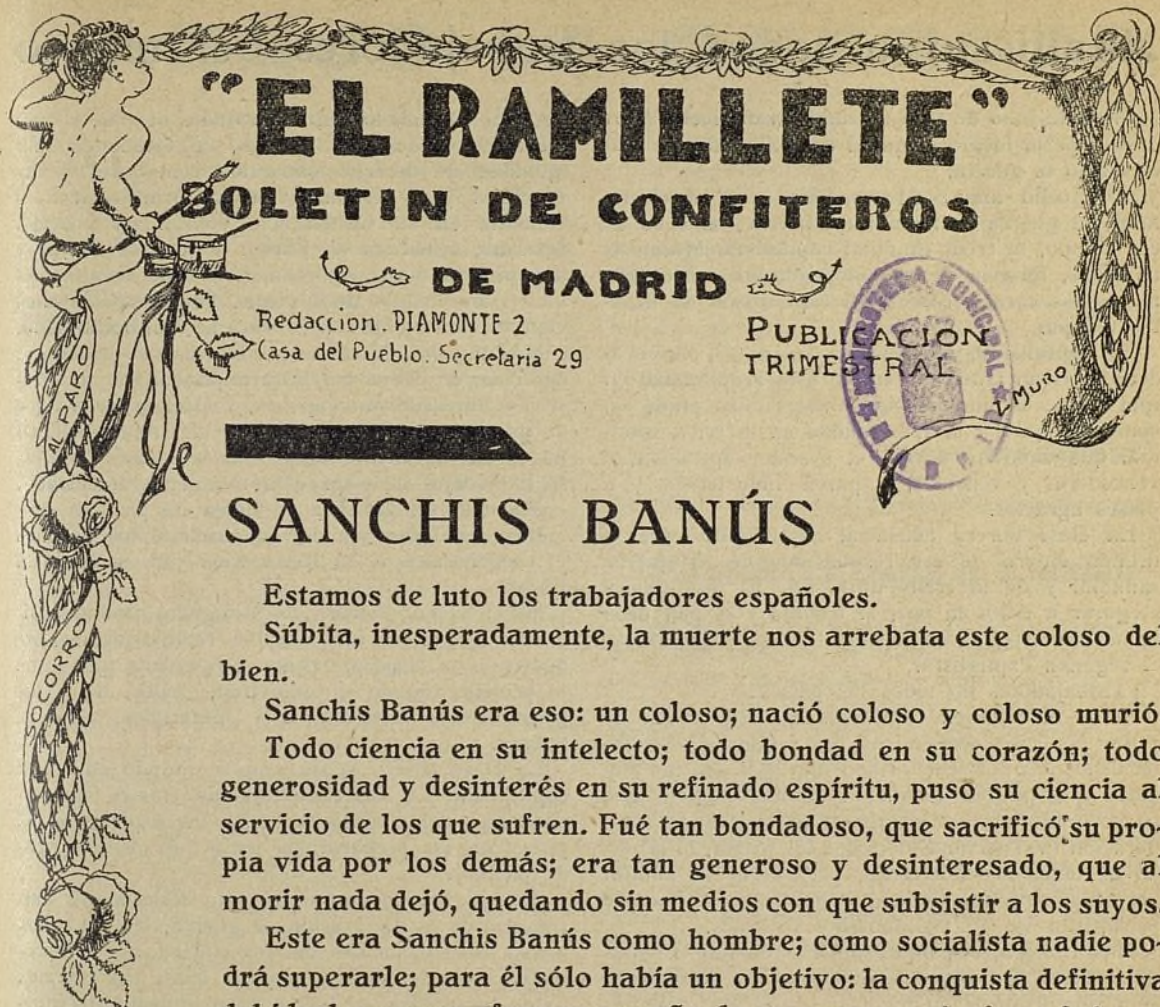 "EL RAMILLETE"
BOLETIN DE CONFITEROS
DE MADRID
Redaccion. PIAMONTE 2
Casa del Pueblo. Secretaria 29
PUBLICACION
TRIMESTRAL
L MURO
HEMEROTECA MUNICIPAL
MADRID
AL PARO
SOCORRO
SANCHIS BANÚS
Estamos de luto los trabajadores españoles.
Súbita, inesperadamente, la muerte nos arrebata este coloso del
bien.
Sanchis Banús era eso: un coloso; nació coloso y coloso murió
Todo ciencia en su intelecto; todo bondad en su corazón; todo
generosidad y desinterés en su refinado espíritu, puso su ciencia al
servicio de los que sufren. Fué tan bondadoso, que sacrificó su pro-
pia vida por los demás; era tan generoso y desinteresado, que al
morir nada dejó, quedando sin medios con que subsistir a los suyos.
Este era Sanchis Banús como hombre; como socialista nadie po-
drá superarle; para él sólo había un objetivo: la conquista definitiva